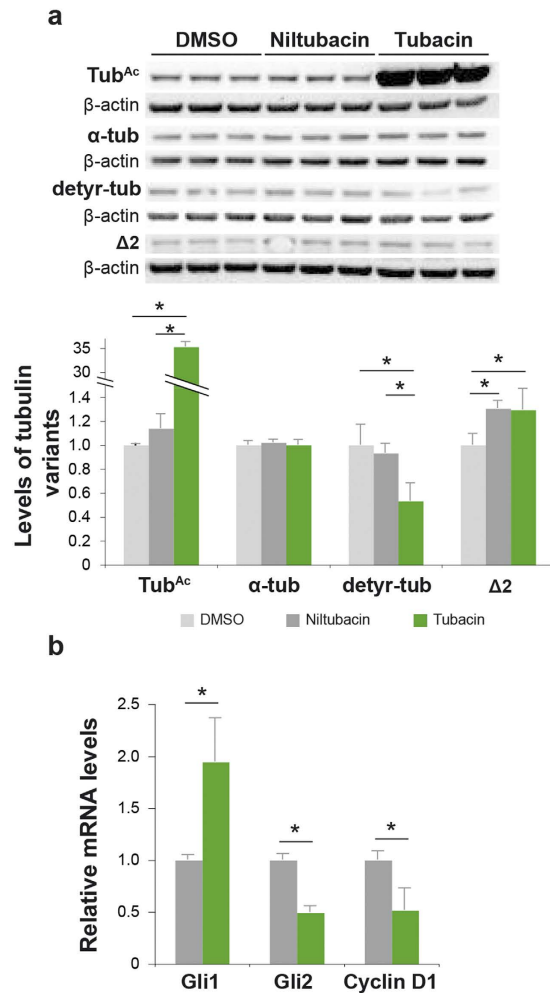 a
DMSO Niltubacin Tubacin
Tub^Ac
β-actin
α-tub
β-actin
detyr-tub
β-actin
Δ2
β-actin
Levels of tubulin
variants
35
30
1.4
1.2
1.0
0.8
0.6
0.4
0.2
0
* * * * * *
Tub^Ac α-tub detyr-tub Δ2
DMSO Niltubacin Tubacin
b
Relative mRNA levels
2.5
2.0
1.5
1.0
0.5
0
* * *
Gli1 Gli2 Cyclin D1